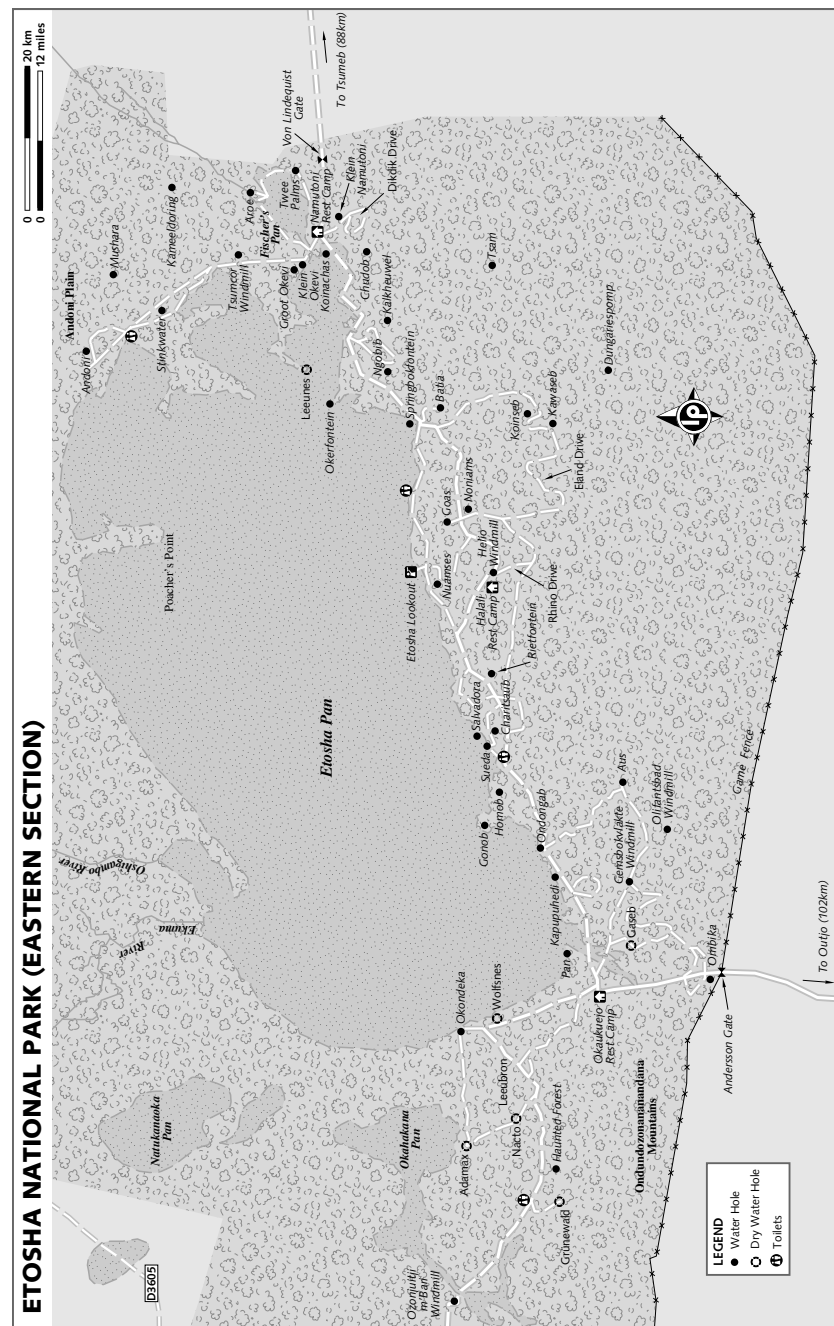 ETOSHA NATIONAL PARK (EASTERN SECTION)
0
20 km
0
12 miles
D3605
Natukanaoka
Pan
Okahakana
Pan
Ekuma
River
Oshigambo River
Etosha Pan
Poacher's Point
Andoni Plain
Andoni
Mushara
Stinkwater
Kameeldoring
Tsumcor
Windmill
Aroe
Fischer's
Pan
Twee
Palms
Groot Okevi
Klein
Okevi
Koinachas
Namutoni
Rest Camp
Von Lindequist
Gate
To Tsumeb (88km)
Klein
Namutoni
Dikdik Drive
Chudob
Kalkheuwel
Ngobib
Leeunes
Okerfontein
Springbokfontein
Batia
Tsam
Dungariespomp
Koinseb
Kawaseb
Eland Drive
Goas
Noniams
Helio
Windmill
Halali
Rest Camp
Rhino Drive
Etosha Lookout
Nuamses
Rietfontein
Salvadora
Charitsaub
Sueda
Homob
Gonob
Ondongab
Kapupuhedi
Pan
Aus
Olifantsbad
Windmill
Gemsbokvlakte
Windmill
Gaseb
Ombika
Game Fence
To Outjo (102km)
Andersson Gate
Okaukuejo
Rest Camp
Okondeka
Wolfsnes
Leeubron
Adamax
Nacto
Haunted Forest
Grünewald
Ozonjuitji
m'Bari
Windmill
Ondundozonanandana
Mountains
LEGEND
Water Hole
Dry Water Hole
Toilets
lp